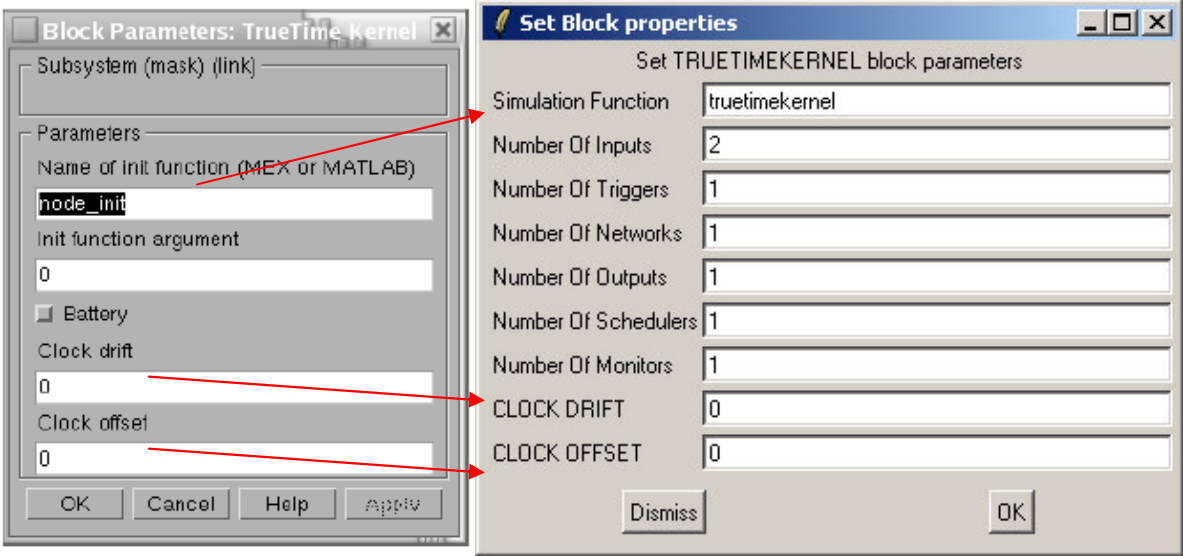 Block Parameters: TrueTime Kernel
Subsystem (mask) (link)
Parameters
Name of init function (MEX or MATLAB)
node_init
Init function argument
0
Battery
Clock drift
0
Clock offset
0
OK Cancel Help Apply
Set Block properties
Set TRUETIMEKERNEL block parameters
Simulation Function truetimekernel
Number Of Inputs 2
Number Of Triggers 1
Number Of Networks 1
Number Of Outputs 1
Number Of Schedulers 1
Number Of Monitors 1
CLOCK DRIFT 0
CLOCK OFFSET 0
Dismiss OK